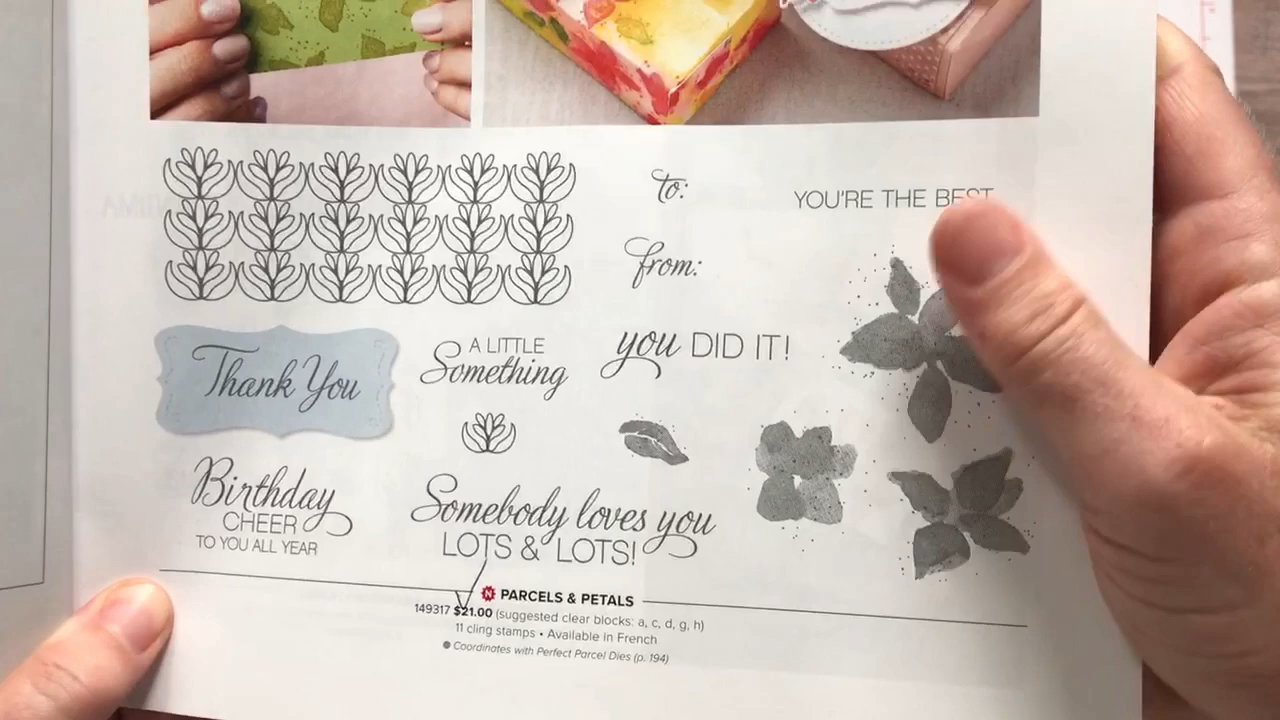 to:
YOU'RE THE BEST
from:
you DID IT!
Thank You
A LITTLE
Something
Birthday
CHEER
TO YOU ALL YEAR
Somebody loves you
LOTS & LOTS!
N PARCELS & PETALS
149317 $21.00 (suggested clear blocks: a, c, d, g, h)
11 cling stamps • Available in French
● Coordinates with Perfect Parcel Dies (p. 194)